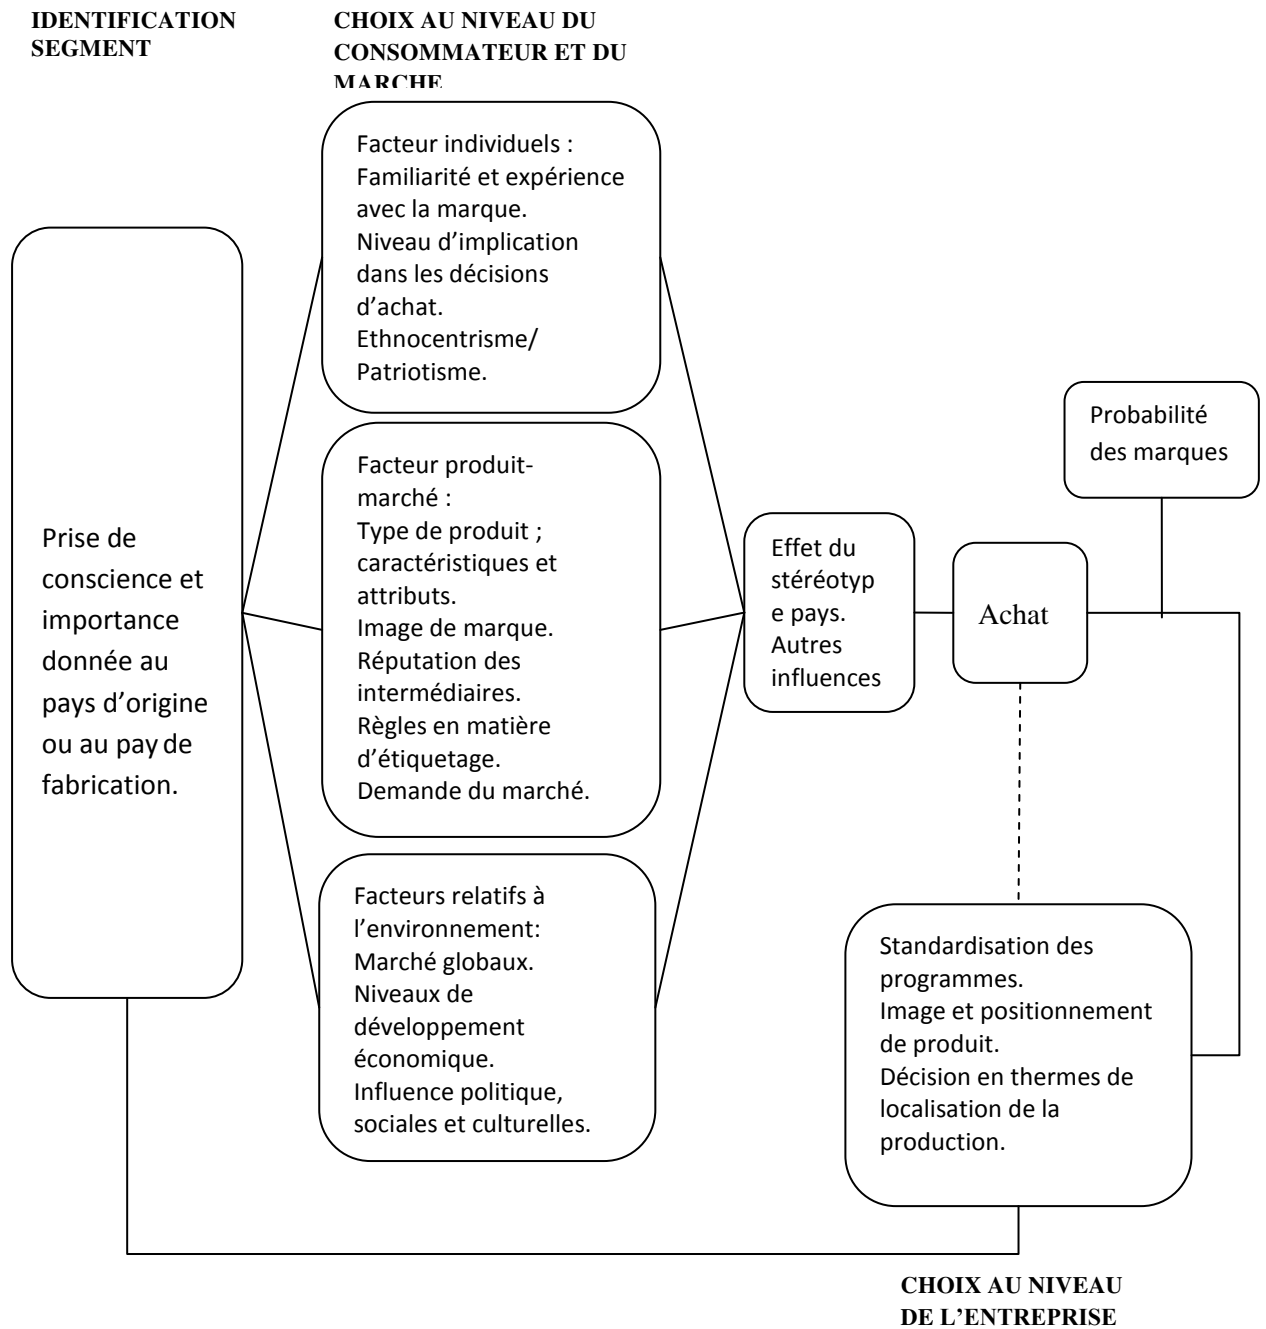 IDENTIFICATION
SEGMENT
CHOIX AU NIVEAU DU
CONSOMMATEUR ET DU
MARCHE
Facteur individuels :
Familiarité et expérience
avec la marque.
Niveau d’implication
dans les décisions
d’achat.
Ethnocentrisme/
Patriotisme.
Prise de
conscience et
importance
donnée au
pays d’origine
ou au pay de
fabrication.
Facteur produit-
marché :
Type de produit ;
caractéristiques et
attributs.
Image de marque.
Réputation des
intermédiaires.
Règles en matière
d’étiquetage.
Demande du marché.
Facteurs relatifs à
l’environnement:
Marché globaux.
Niveaux de
développement
économique.
Influence politique,
sociales et culturelles.
Effet du
stéréotyp
e pays.
Autres
influences
Achat
Probabilité
des marques
Standardisation des
programmes.
Image et positionnement
de produit.
Décision en thermes de
localisation de la
production.
CHOIX AU NIVEAU
DE L’ENTREPRISE